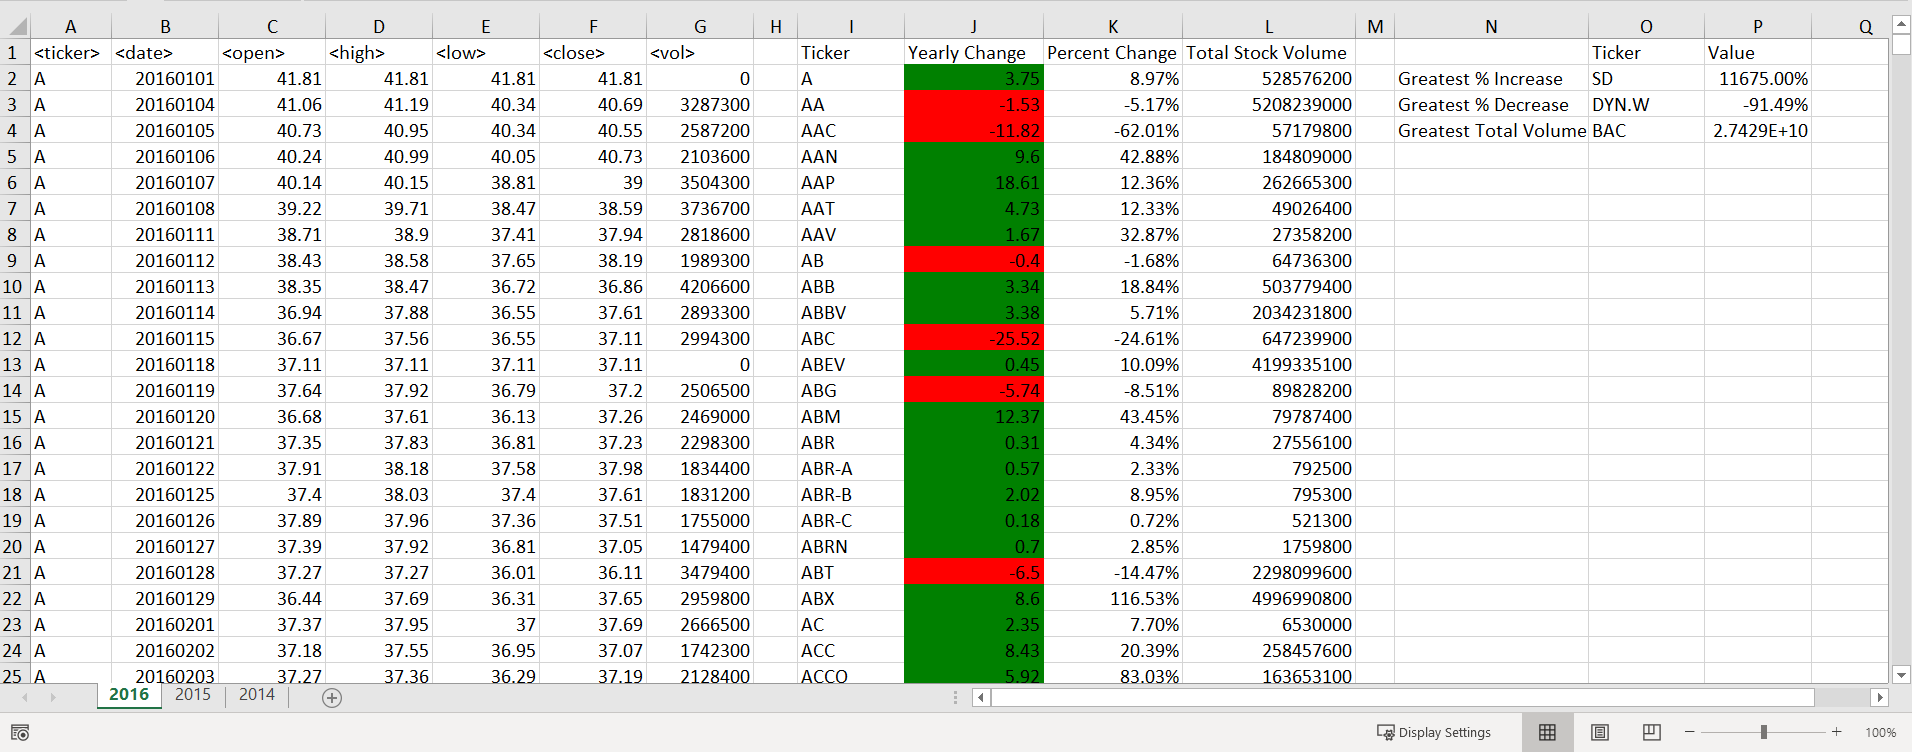 A B C D E F G H I J K L M N O P Q
1 <ticker> <date> <open> <high> <low> <close> <vol> Ticker Yearly Change Percent Change Total Stock Volume Ticker Value
2 A 20160101 41.81 41.81 41.81 41.81 0 A 3.75 8.97% 528576200 Greatest % Increase SD 11675.00%
3 A 20160104 41.06 41.19 40.34 40.69 3287300 AA -1.53 -5.17% 5208239000 Greatest % Decrease DYN.W -91.49%
4 A 20160105 40.73 40.95 40.34 40.55 2587200 AAC -11.82 -62.01% 57179800 Greatest Total Volume BAC 2.7429E+10
5 A 20160106 40.24 40.99 40.05 40.73 2103600 AAN 9.6 42.88% 184809000
6 A 20160107 40.14 40.15 38.81 39 3504300 AAP 18.61 12.36% 262665300
7 A 20160108 39.22 39.71 38.47 38.59 3736700 AAT 4.73 12.33% 49026400
8 A 20160111 38.71 38.9 37.41 37.94 2818600 AAV 1.67 32.87% 27358200
9 A 20160112 38.43 38.58 37.65 38.19 1989300 AB -0.4 -1.68% 64736300
10 A 20160113 38.35 38.47 36.72 36.86 4206600 ABB 3.34 18.84% 503779400
11 A 20160114 36.94 37.88 36.55 37.61 2893300 ABBV 3.38 5.71% 2034231800
12 A 20160115 36.67 37.56 36.55 37.11 2994300 ABC -25.52 -24.61% 647239900
13 A 20160118 37.11 37.11 37.11 37.11 0 ABEV 0.45 10.09% 4199335100
14 A 20160119 37.64 37.92 36.79 37.2 2506500 ABG -5.74 -8.51% 89828200
15 A 20160120 36.68 37.61 36.13 37.26 2469000 ABM 12.37 43.45% 79787400
16 A 20160121 37.35 37.83 36.81 37.23 2298300 ABR 0.31 4.34% 27556100
17 A 20160122 37.91 38.18 37.58 37.98 1834400 ABR-A 0.57 2.33% 792500
18 A 20160125 37.4 38.03 37.4 37.61 1831200 ABR-B 2.02 8.95% 795300
19 A 20160126 37.89 37.96 37.36 37.51 1755000 ABR-C 0.18 0.72% 521300
20 A 20160127 37.39 37.92 36.81 37.05 1479400 ABRN 0.7 2.85% 1759800
21 A 20160128 37.27 37.27 36.01 36.11 3479400 ABT -6.5 -14.47% 2298099600
22 A 20160129 36.44 37.69 36.31 37.65 2959800 ABX 8.6 116.53% 4996990800
23 A 20160201 37.37 37.95 37 37.69 2666500 AC 2.35 7.70% 6530000
24 A 20160202 37.18 37.55 36.95 37.07 1742300 ACC 8.43 20.39% 258457600
25 A 20160203 37.27 37.36 36.29 37.19 2128400 ACCO 5.92 83.03% 163653100
2016 2015 2014
Display Settings 100%